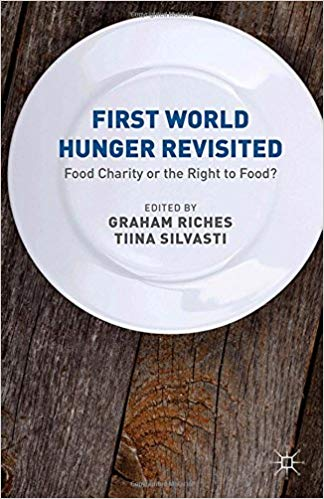 FIRST WORLD
HUNGER REVISITED
Food Charity or the Right to Food?
EDITED BY
GRAHAM RICHES
TIINA SILVASTI